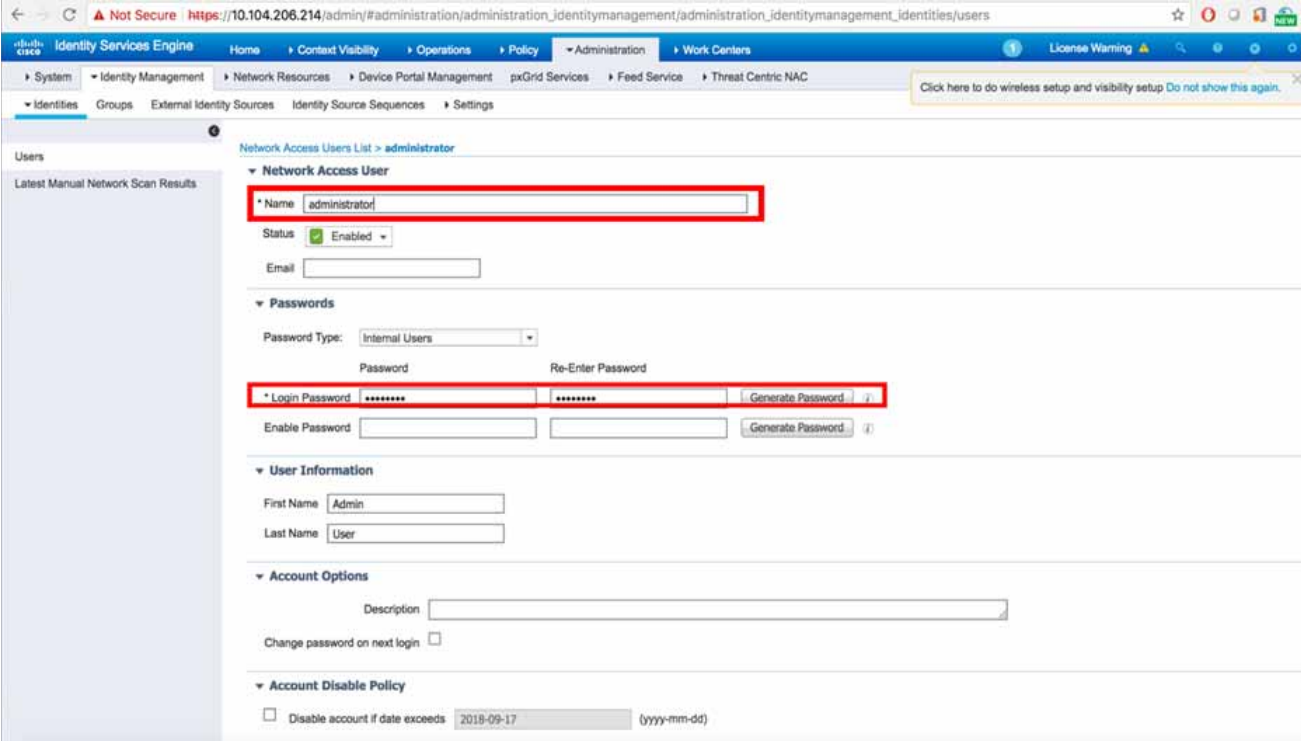 Not Secure https://10.104.206.214/admin/#administration/administration_identitymanagement/administration_identitymanagement_identities/users
NEW
cisco Identity Services Engine Home Context Visibility Operations Policy Administration Work Centers 1 License Warning
System Identity Management Network Resources Device Portal Management pxGrid Services Feed Service Threat Centric NAC
Click here to do wireless setup and visibility setup Do not show this again.
Identities Groups External Identity Sources Identity Source Sequences Settings
Users
Latest Manual Network Scan Results
Network Access Users List > administrator
Network Access User
* Name administrator
Status Enabled
Email
Passwords
Password Type: Internal Users
Password Re-Enter Password
* Login Password •••••••• •••••••• Generate Password i
Enable Password Generate Password i
User Information
First Name Admin
Last Name User
Account Options
Description
Change password on next login
Account Disable Policy
Disable account if date exceeds 2018-09-17 (yyyy-mm-dd)